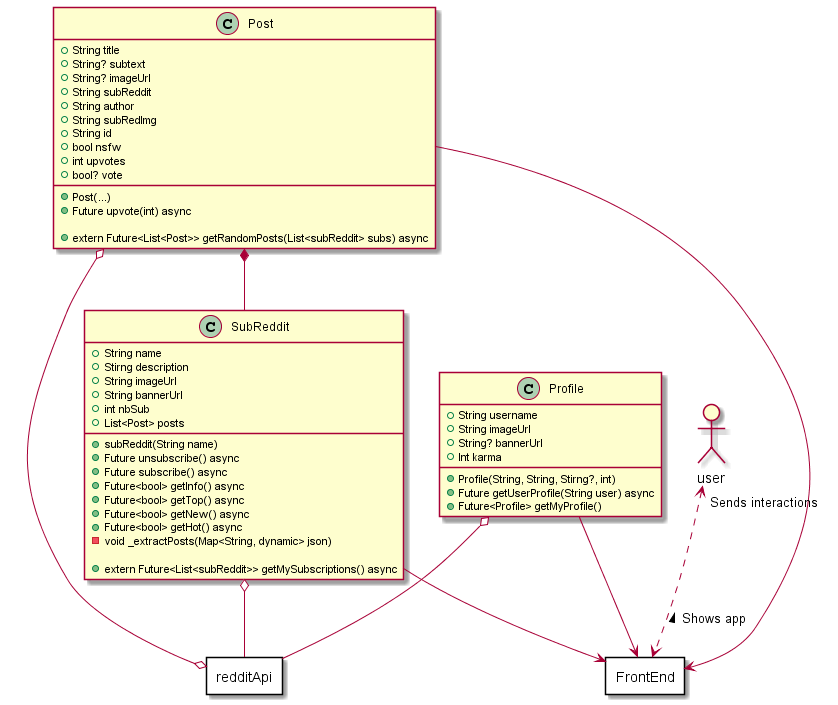 C Post
String title
String? subtext
String? imageUrl
String subReddit
String author
String subRedImg
String id
bool nsfw
int upvotes
bool? vote
Post(...)
Future upvote(int) async
extern Future<List<Post>> getRandomPosts(List<subReddit> subs) async
C SubReddit
String name
Stirng description
String imageUrl
String bannerUrl
int nbSub
List<Post> posts
subReddit(String name)
Future unsubscribe() async
Future subscribe() async
Future<bool> getInfo() async
Future<bool> getTop() async
Future<bool> getNew() async
Future<bool> getHot() async
void _extractPosts(Map<String, dynamic> json)
extern Future<List<subReddit>> getMySubscriptions() async
C Profile
String username
String imageUrl
String? bannerUrl
Int karma
Profile(String, String, Stirng?, int)
Future getUserProfile(String user) async
Future<Profile> getMyProfile()
user
Sends interactions
Shows app
redditApi
FrontEnd